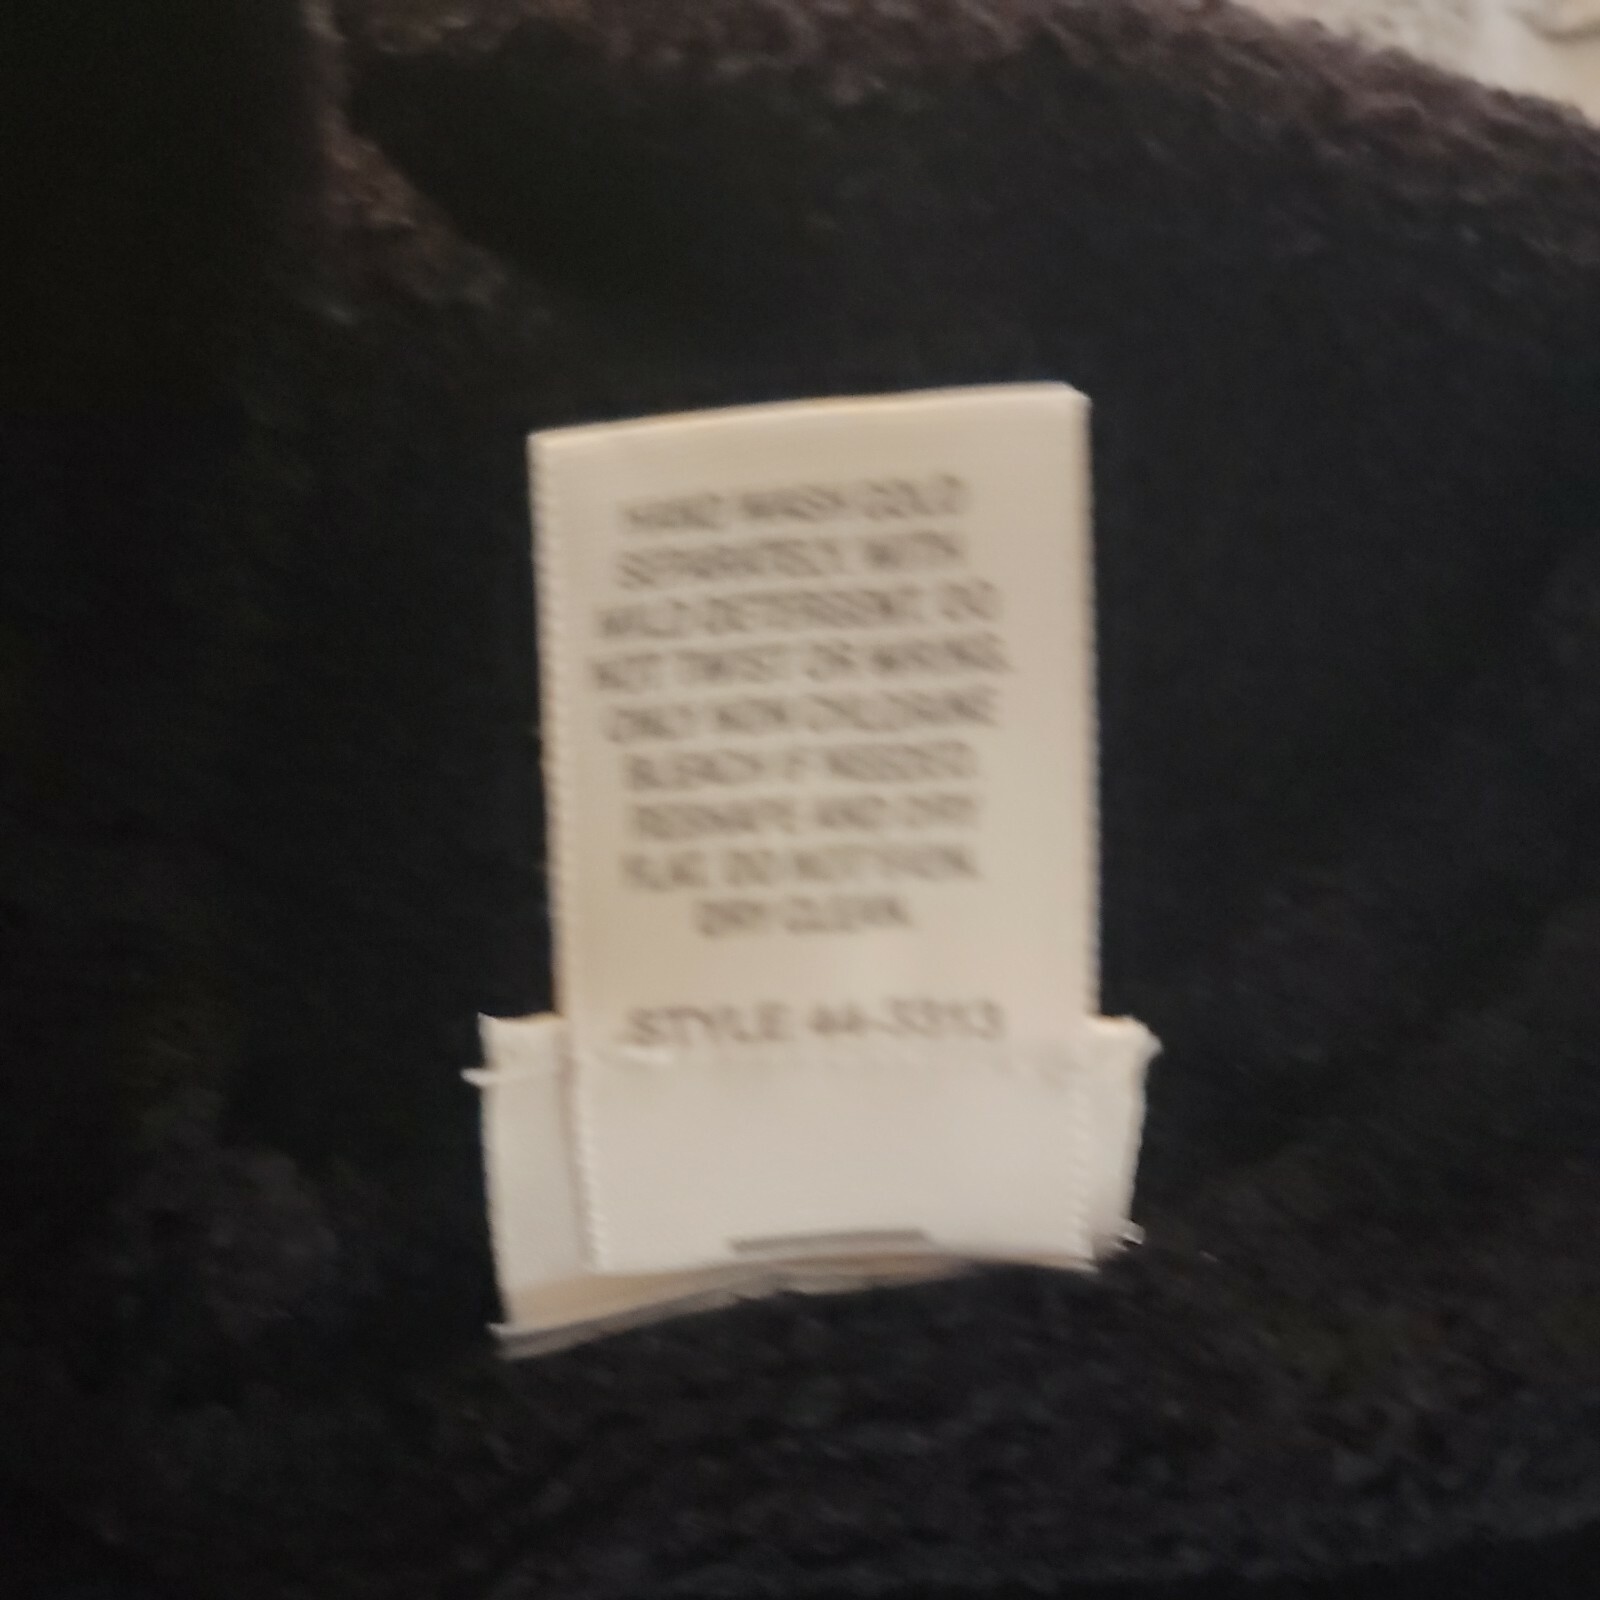 HAND WASH COLD
SEPARATELY WITH
MILD DETERGENT. DO
NOT TWIST OR WRING.
ONLY NON CHLORINE
BLEACH IF NEEDED.
RESHAPE AND DRY
FLAT. DO NOT IRON.
DRY CLEAN.
STYLE 44-3313